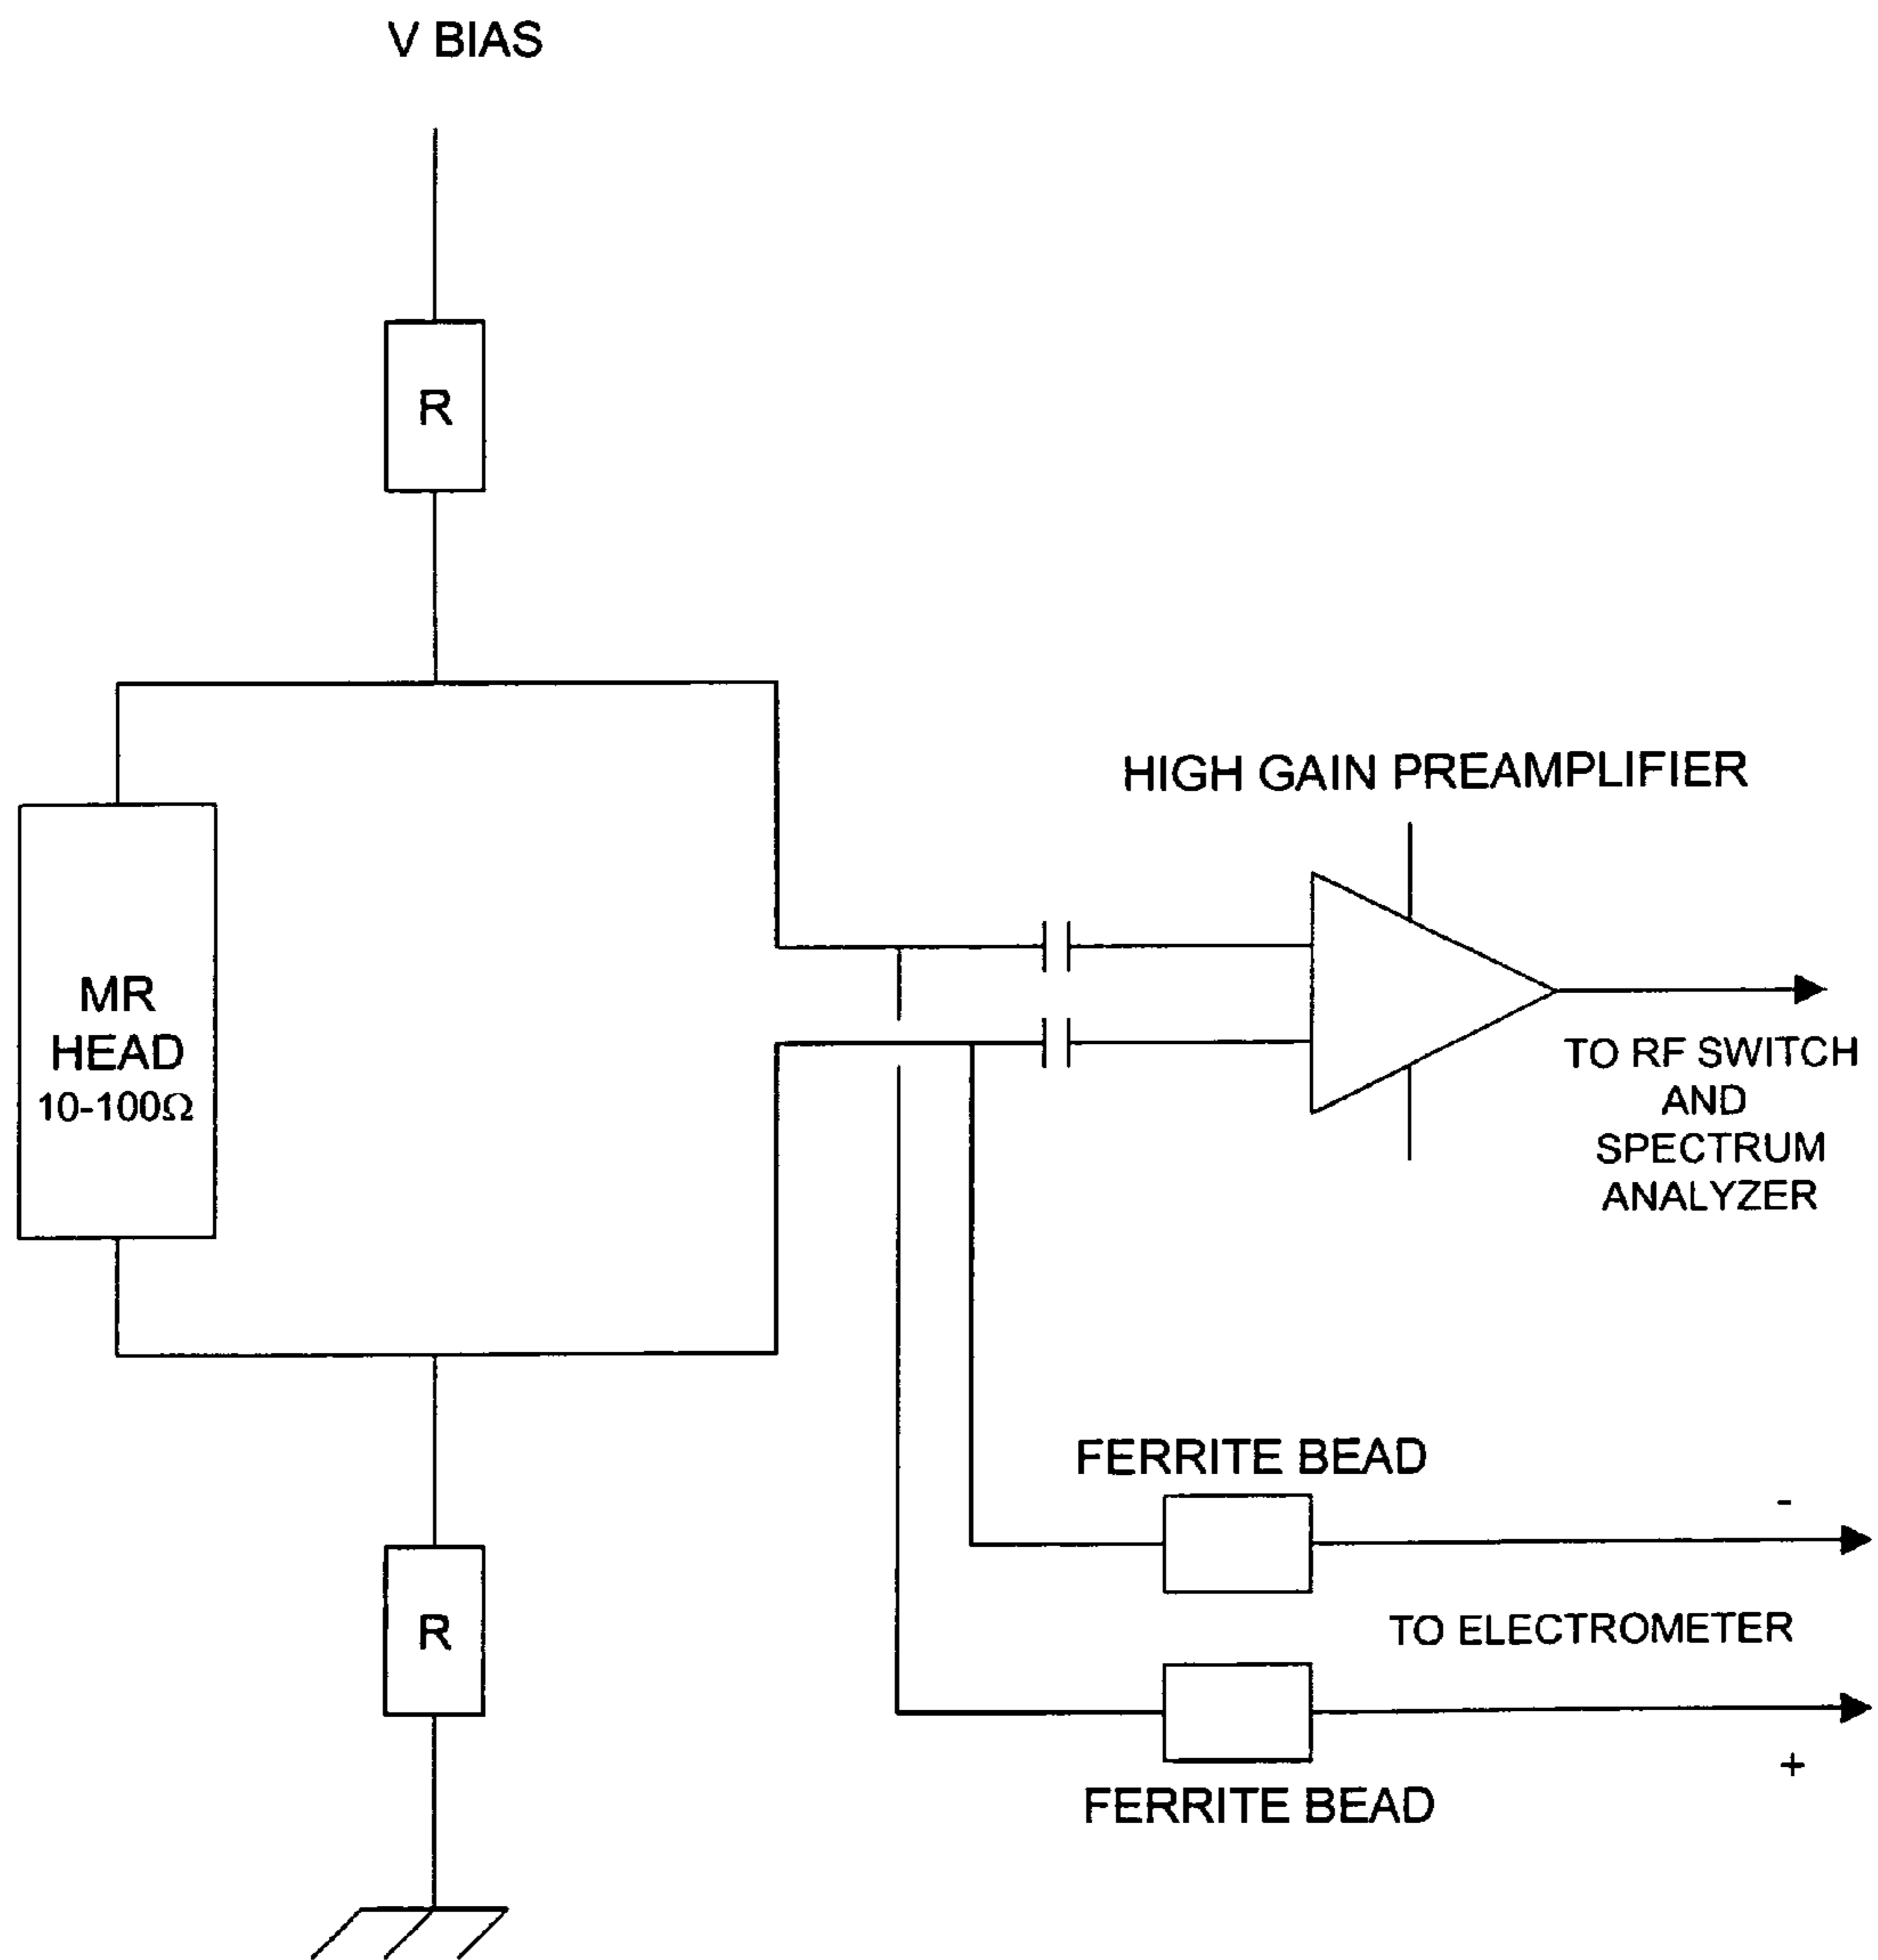 V BIAS
R
HIGH GAIN PREAMPLIFIER
MR
HEAD
10-100Ω
TO RF SWITCH
AND
SPECTRUM
ANALYZER
FERRITE BEAD
-
R
TO ELECTROMETER
+
FERRITE BEAD